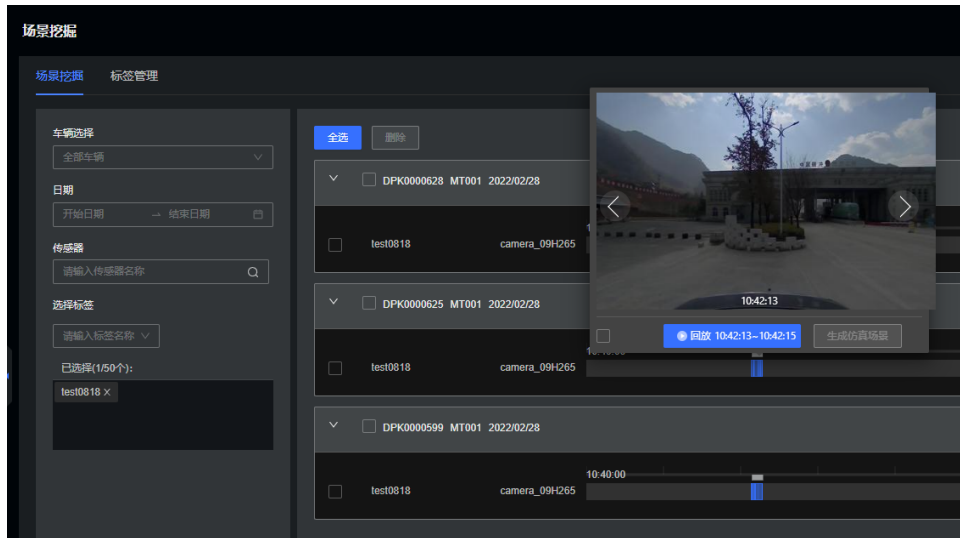 场景挖掘
场景挖掘 标签管理
车辆选择
全部车辆
日期
开始日期 → 结束日期
传感器
请输入传感器名称
选择标签
请输入标签名称
已选择(1/50个):
test0818 ×
全选 删除
DPK0000628 MT001 2022/02/28
test0818 camera_09H265
DPK0000625 MT001 2022/02/28
test0818 camera_09H265
DPK0000599 MT001 2022/02/28
10:40:00
test0818 camera_09H265
10:42:13
回放 10:42:13~10:42:15 生成仿真场景